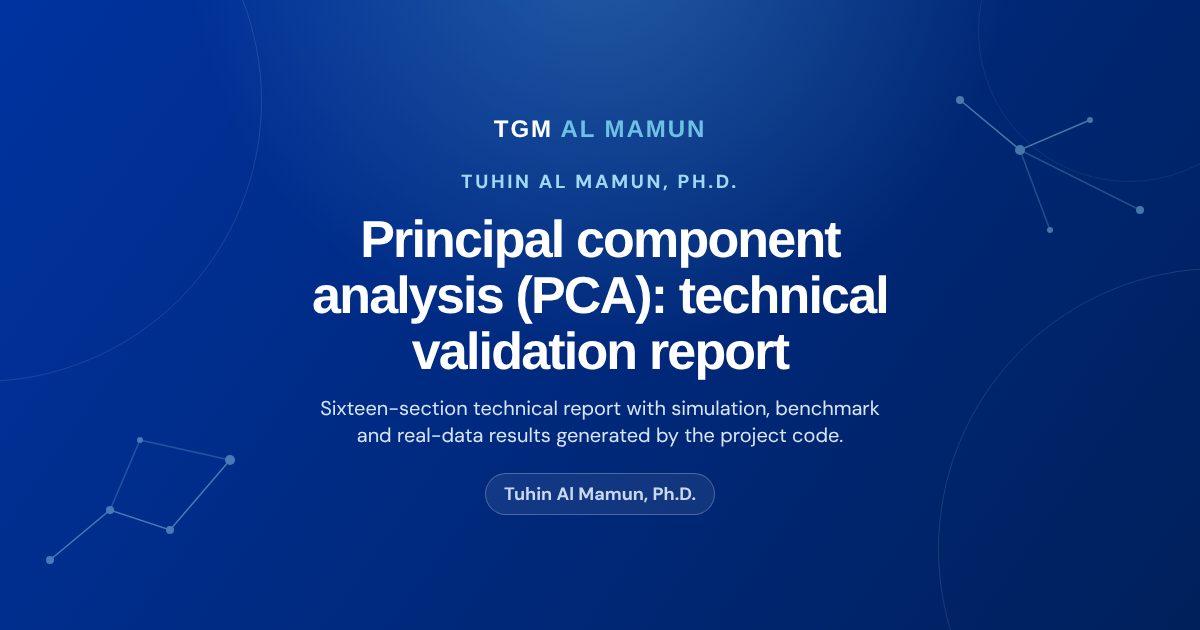 TGM AL MAMUN
TUHIN AL MAMUN, PH.D.
Principal component
analysis (PCA): technical
validation report
Sixteen-section technical report with simulation, benchmark
and real-data results generated by the project code.
Tuhin Al Mamun, Ph.D.